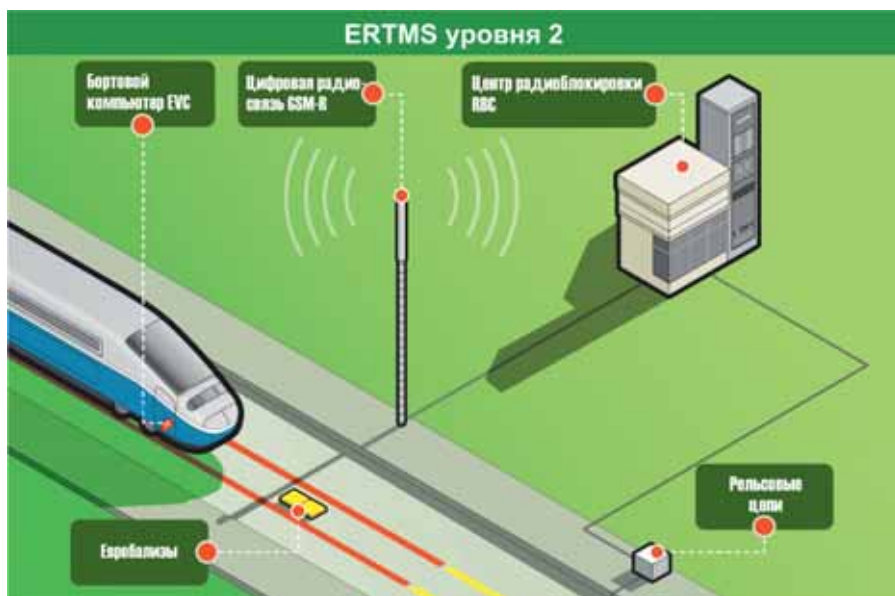 ERTMS уровня 2
Бортовой
компьютер EVC
Цифровая радио-
связь GSM-R
Центр радиоблокировки
RBC
Рельсовые
цепи
Евробализы